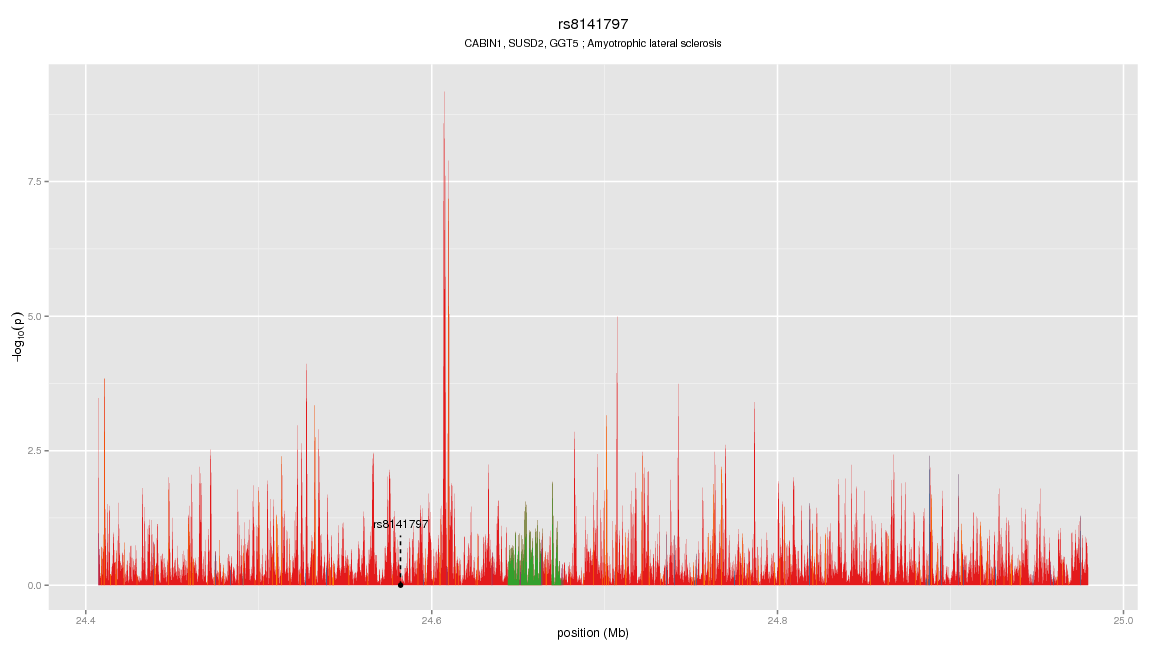 rs8141797
CABIN1, SUSD2, GGT5 ; Amyotrophic lateral sclerosis
−log10(p)
7.5
5.0
2.5
0.0
rs8141797
24.4
24.6
24.8
25.0
position (Mb)